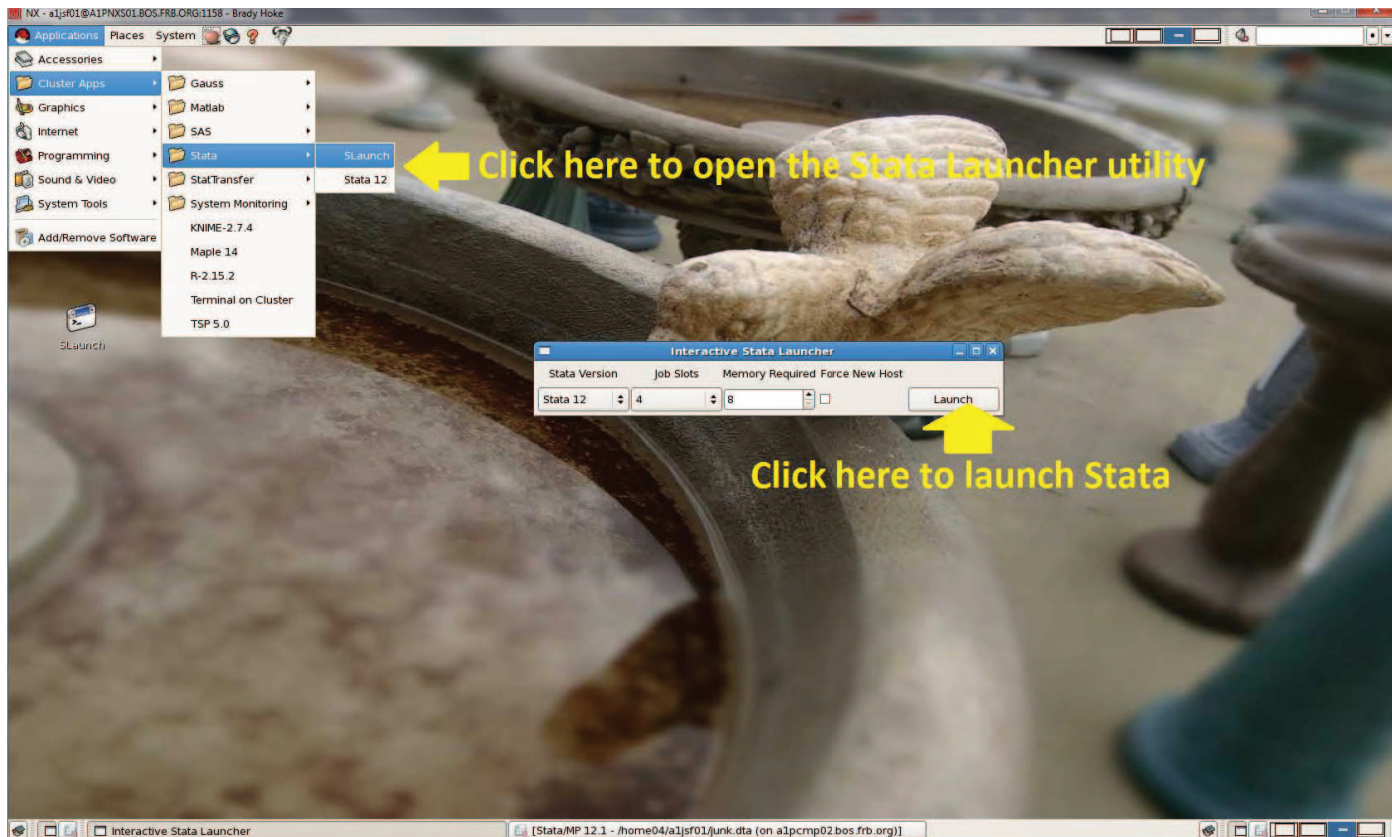 NX - a1jsf01@A1PNXS01.BOS.FRB.ORG:1158 - Brady Hoke
Applications Places System
Accessories
Cluster Apps
Graphics
Internet
Programming
Sound & Video
System Tools
Add/Remove Software
Gauss
Matlab
SAS
Stata
StatTransfer
System Monitoring
KNIME-2.7.4
Maple 14
R-2.15.2
Terminal on Cluster
TSP 5.0
SLaunch
Stata 12
Click here to open the Stata Launcher utility
SLaunch
Interactive Stata Launcher
Stata Version Job Slots Memory Required Force New Host
Stata 12 4 8 Launch
Click here to launch Stata
Interactive Stata Launcher
[Stata/MP 12.1 - /home04/a1jsf01/junk.dta (on a1pcmp02.bos.frb.org)]